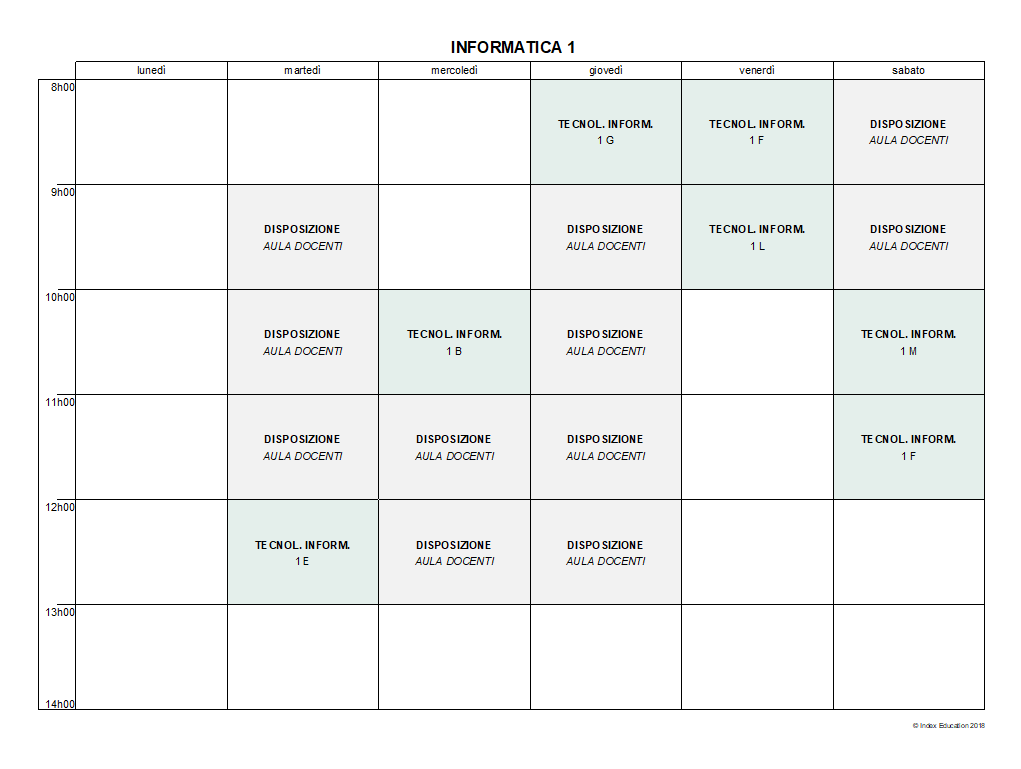 INFORMATICA 1
lunedì martedì mercoledì giovedì venerdì sabato
8h00
TECNOL. INFORM. TECNOL. INFORM. DISPOSIZIONE
1 G 1 F AULA DOCENTI
9h00
DISPOSIZIONE DISPOSIZIONE TECNOL. INFORM. DISPOSIZIONE
AULA DOCENTI AULA DOCENTI 1 L AULA DOCENTI
10h00
DISPOSIZIONE TECNOL. INFORM. DISPOSIZIONE TECNOL. INFORM.
AULA DOCENTI 1 B AULA DOCENTI 1 M
11h00
DISPOSIZIONE DISPOSIZIONE DISPOSIZIONE TECNOL. INFORM.
AULA DOCENTI AULA DOCENTI AULA DOCENTI 1 F
12h00
TECNOL. INFORM. DISPOSIZIONE DISPOSIZIONE
1 E AULA DOCENTI AULA DOCENTI
13h00
14h00
© Index Education 2018